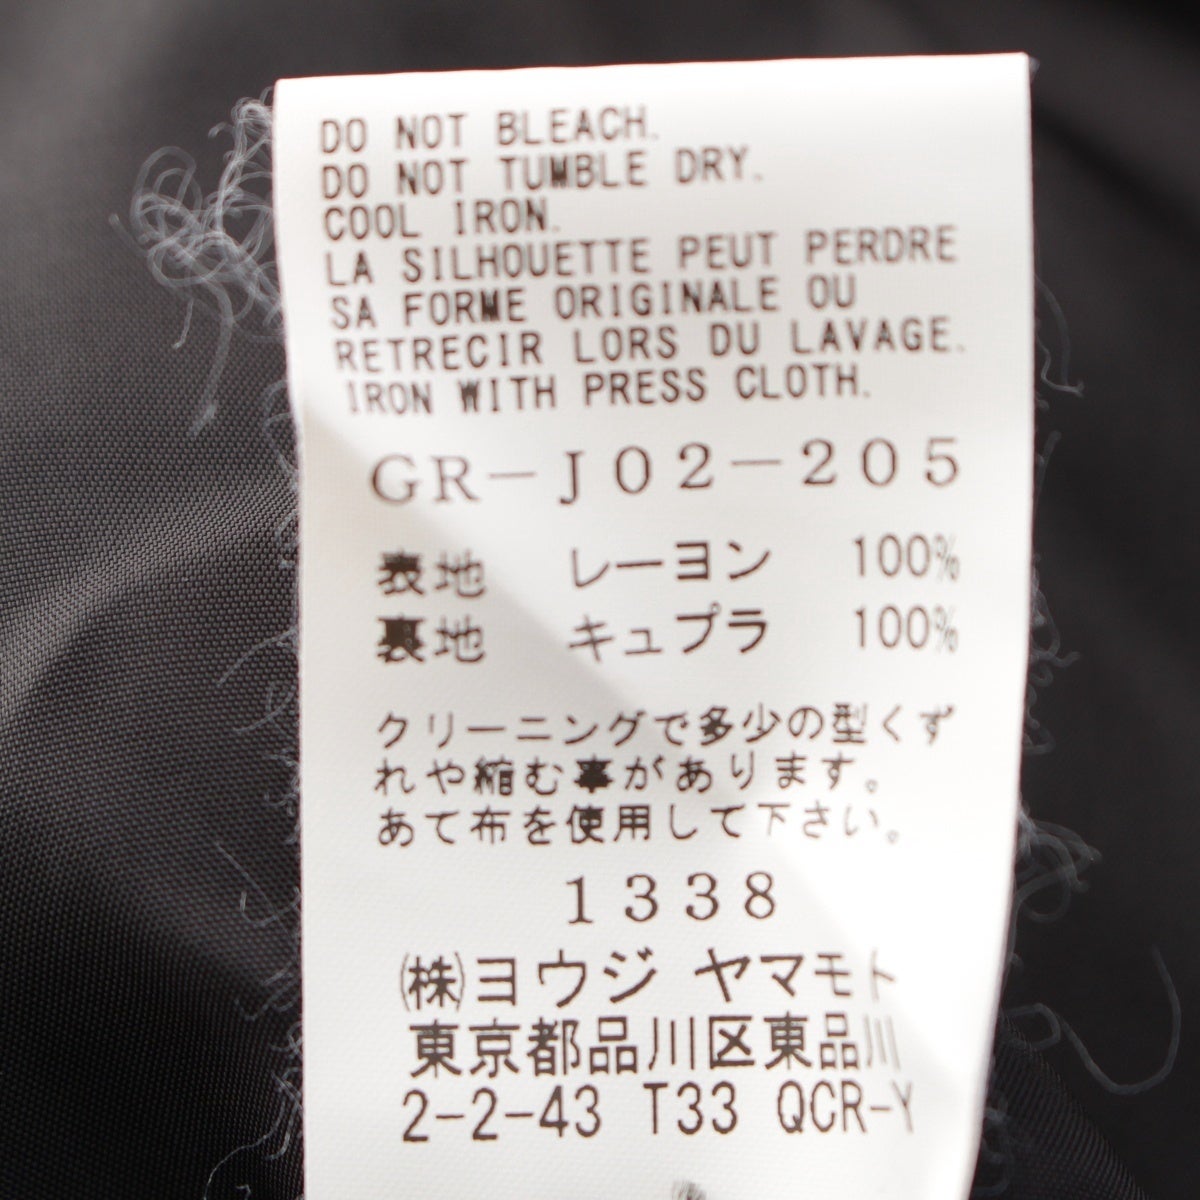 DO NOT BLEACH.
DO NOT TUMBLE DRY.
COOL IRON.
LA SILHOUETTE PEUT PERDRE
SA FORME ORIGINALE OU
RETRECIR LORS DU LAVAGE.
IRON WITH PRESS CLOTH.
GR-J02-205
表地 レーヨン 100%
裏地 キュプラ 100%
クリーニングで多少の型くず
れや縮む事があります。
あて布を使用して下さい。
1338
(株)ヨウジ ヤマモト
東京都品川区東品川
2-2-43 T33 QCR-Y